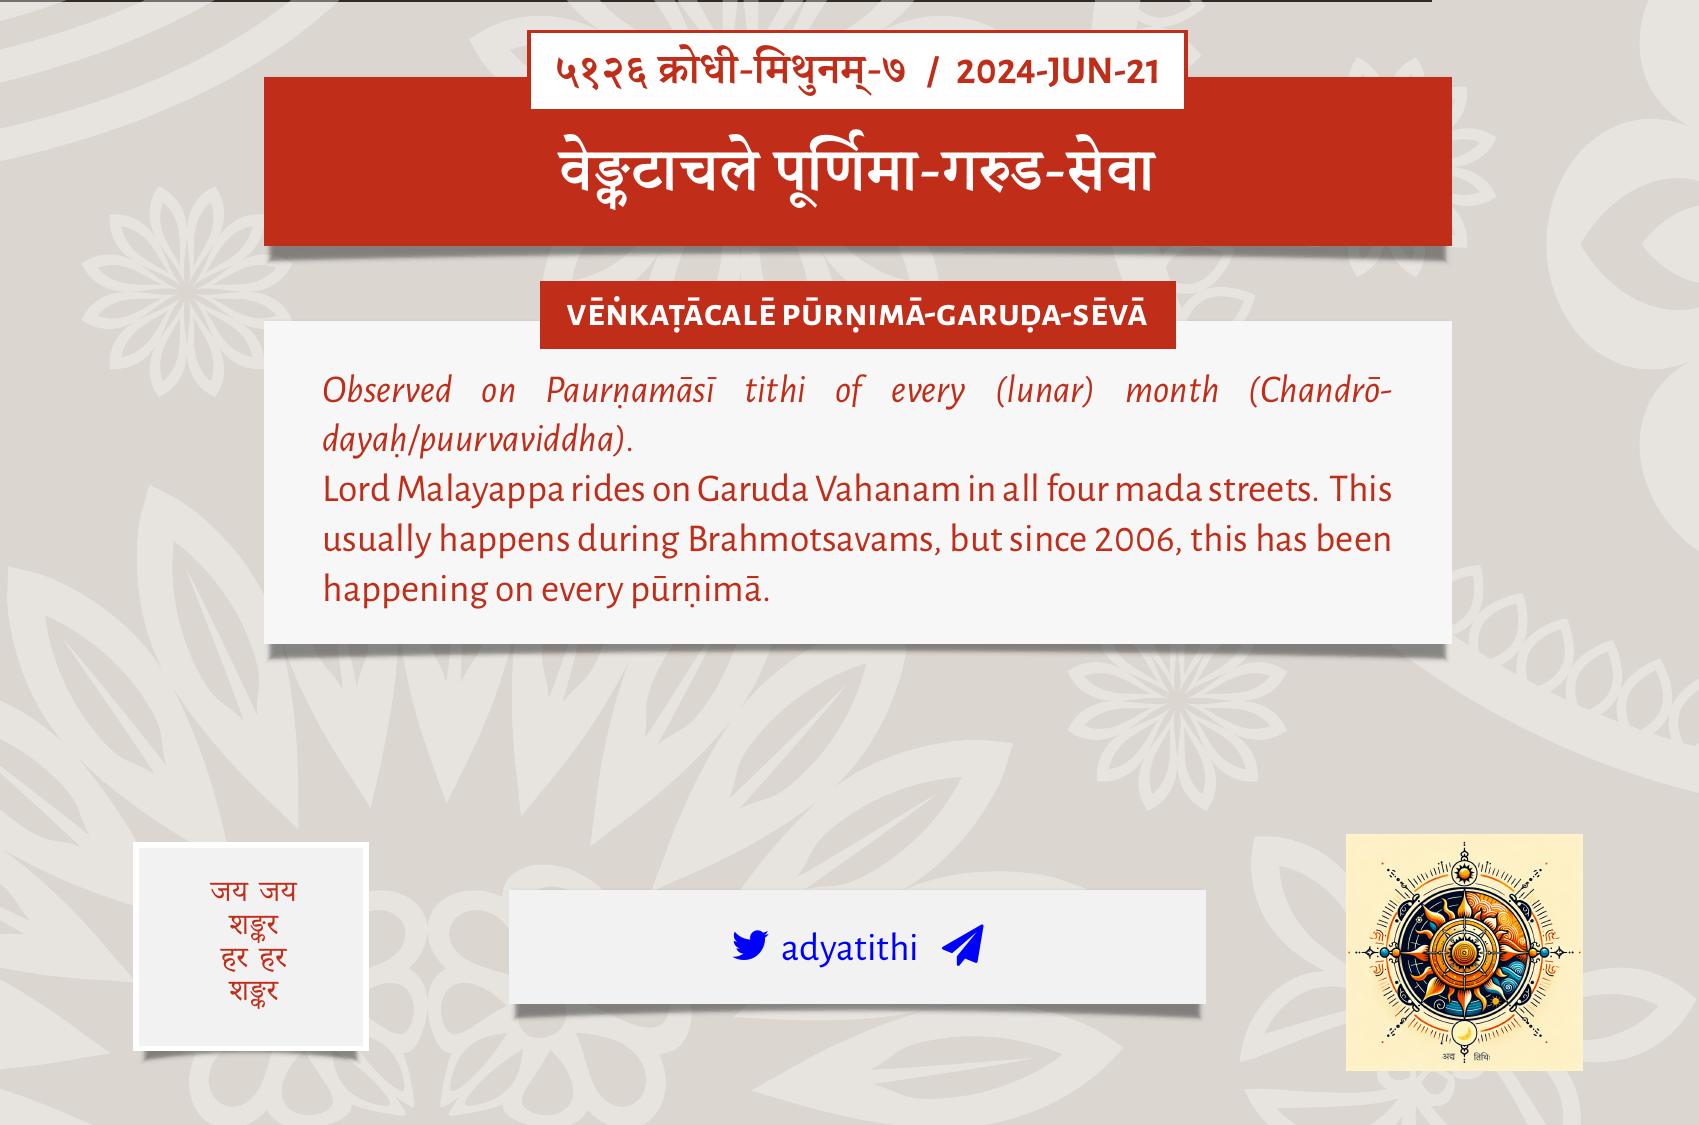 ५१२६ क्रोधी-मिथुनम्-७ / 2024-JUN-21
वेङ्कटाचले पूर्णिमा-गरुड-सेवा
VĒṄKAṬĀCALĒ PŪRṆIMĀ-GARUḌA-SĒVĀ
Observed on Paurṇamāsī tithi of every (lunar) month (Chandrō-
dayaḥ/puurvaviddha).
Lord Malayappa rides on Garuda Vahanam in all four mada streets. This
usually happens during Brahmotsavams, but since 2006, this has been
happening on every pūrṇimā.
जय जय
शङ्कर
हर हर
शङ्कर
adyatithi
अद्य तिथिः